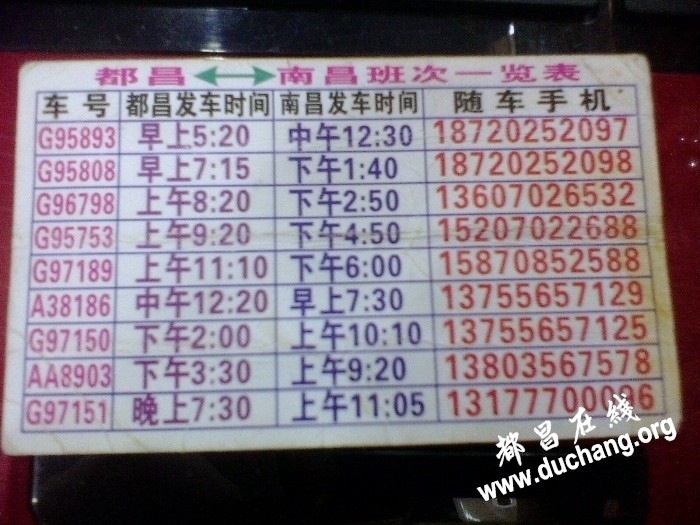 都昌 南昌班次一览表
车号 都昌发车时间 南昌发车时间 随车手机
G95893 早上5:20 中午12:30 18720252097
G95808 早上7:15 下午1:40 18720252098
G96798 上午8:20 下午2:50 13607026532
G95753 上午9:20 下午4:50 15207022688
G97189 上午11:10 下午6:00 15870852588
A38186 中午12:20 早上7:30 13755657129
G97150 下午2:00 上午10:10 13755657125
AA8903 下午3:30 上午9:20 13803567578
G97151 晚上7:30 上午11:05
都昌在线
www.duchang.org